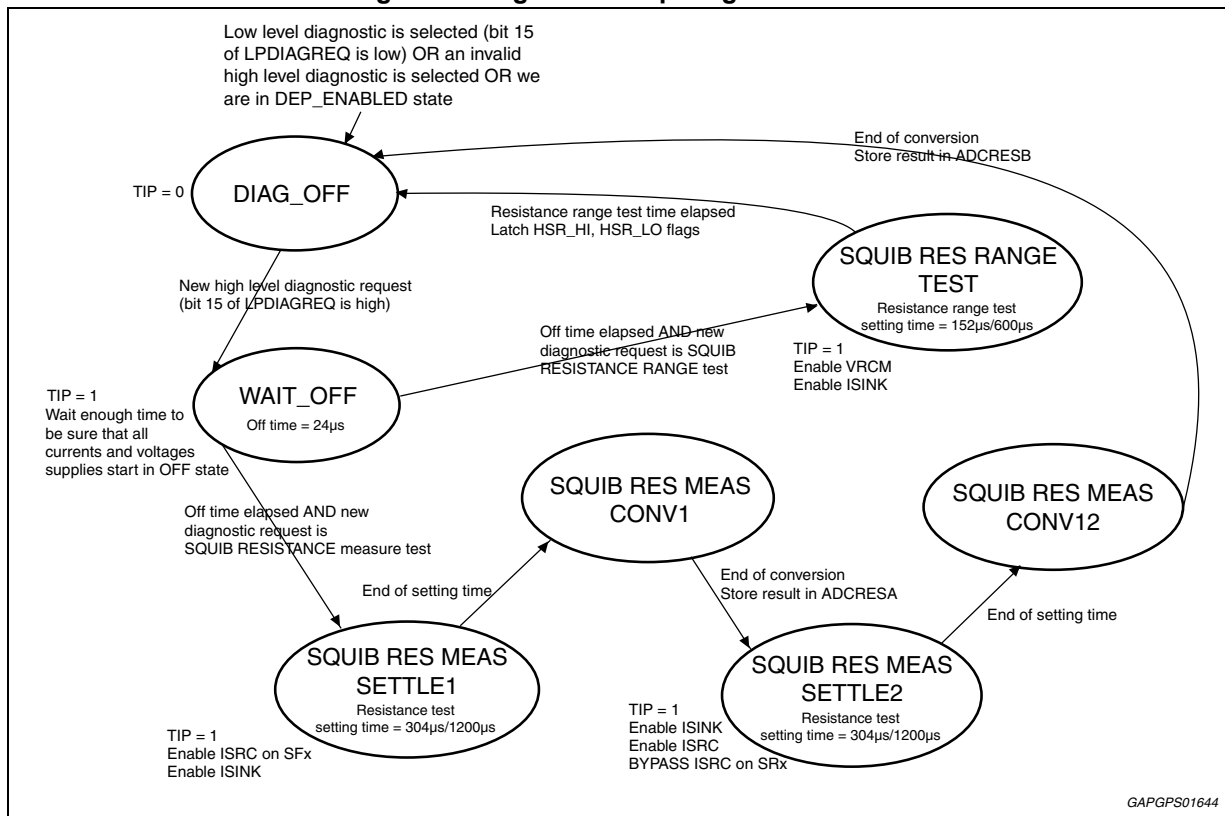 Low level diagnostic is selected (bit 15
of LPDIAGREQ is low) OR an invalid
high level diagnostic is selected OR we
are in DEP_ENABLED state
End of conversion
Store result in ADCRESB
TIP = 0
DIAG_OFF
Resistance range test time elapsed
Latch HSR_HI, HSR_LO flags
SQUIB RES RANGE
TEST
Resistance range test
setting time = 152µs/600µs
New high level diagnostic request
(bit 15 of LPDIAGREQ is high)
Off time elapsed AND new
diagnostic request is SQUIB
RESISTANCE RANGE test
TIP = 1
Enable VRCM
Enable ISINK
TIP = 1
Wait enough time to
be sure that all
currents and voltages
supplies start in OFF state
WAIT_OFF
Off time = 24µs
SQUIB RES MEAS
CONV1
SQUIB RES MEAS
CONV12
Off time elapsed AND new
diagnostic request is
SQUIB RESISTANCE measure test
End of setting time
End of conversion
Store result in ADCRESA
End of setting time
SQUIB RES MEAS
SETTLE1
Resistance test
setting time = 304µs/1200µs
TIP = 1
Enable ISRC on SFx
Enable ISINK
SQUIB RES MEAS
SETTLE2
Resistance test
setting time = 304µs/1200µs
TIP = 1
Enable ISINK
Enable ISRC
BYPASS ISRC on SRx
GAPGPS01644